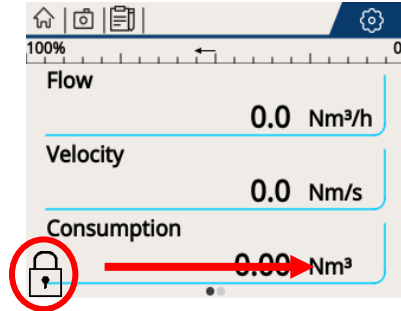 100% 0
Flow
0.0 Nm³/h
Velocity
0.0 Nm/s
Consumption
0.00 Nm³